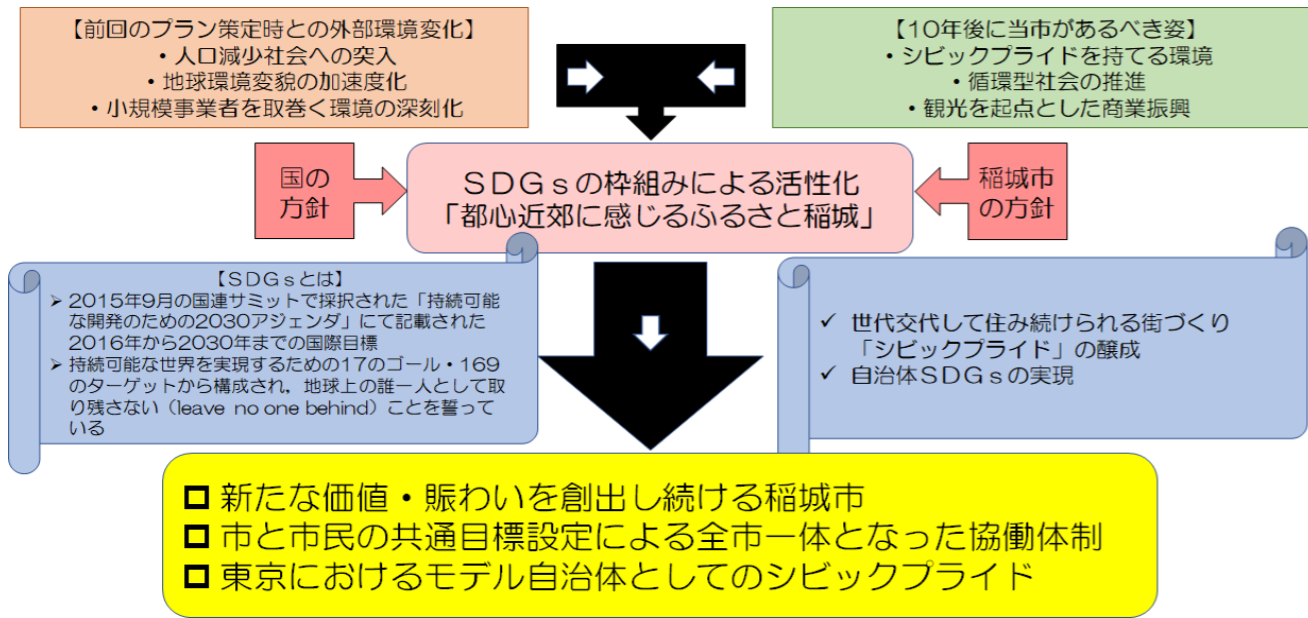 【前回のプラン策定時との外部環境変化】
・人口減少社会への突入
・地球環境変貌の加速度化
・小規模事業者を取巻く環境の深刻化
【10年後に当市があるべき姿】
・シビックプライドを持てる環境
・循環型社会の推進
・観光を起点とした商業振興
国の
方針
SDGsの枠組みによる活性化
「都心近郊に感じるふるさと稲城」
稲城市
の方針
【SDGsとは】
➢ 2015年9月の国連サミットで採択された「持続可能
な開発のための2030アジェンダ」にて記載された
2016年から2030年までの国際目標
➢ 持続可能な世界を実現するための17のゴール・169
のターゲットから構成され，地球上の誰一人として取
り残さない（leave no one behind）ことを誓って
いる
✓ 世代交代して住み続けられる街づくり
「シビックプライド」の醸成
✓ 自治体SDGsの実現
❑ 新たな価値・賑わいを創出し続ける稲城市
❑ 市と市民の共通目標設定による全市一体となった協働体制
❑ 東京におけるモデル自治体としてのシビックプライド